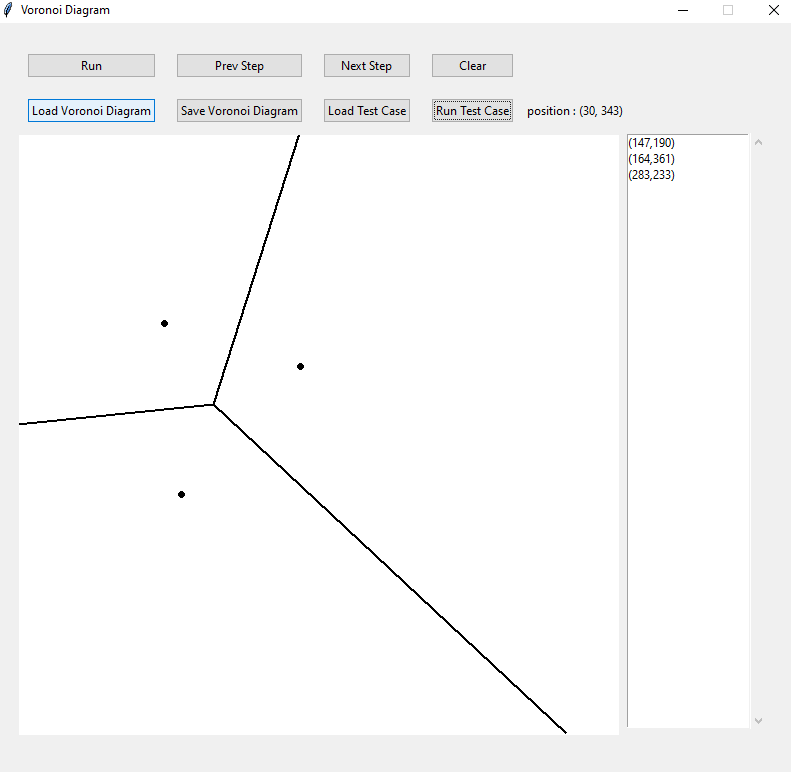 Voronoi Diagram
Run Prev Step Next Step Clear
Load Voronoi Diagram Save Voronoi Diagram Load Test Case Run Test Case position : (30, 343)
(147,190)
(164,361)
(283,233)